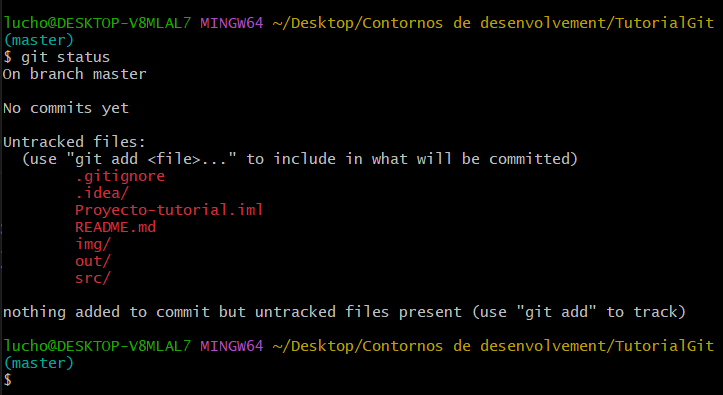 lucho@DESKTOP-V8MLAL7 MINGW64 ~/Desktop/Contornos de desenvolvement/TutorialGit
(master)
$ git status
On branch master
No commits yet
Untracked files:
(use "git add <file>..." to include in what will be committed)
.gitignore
.idea/
Proyecto-tutorial.iml
README.md
img/
out/
src/
nothing added to commit but untracked files present (use "git add" to track)
lucho@DESKTOP-V8MLAL7 MINGW64 ~/Desktop/Contornos de desenvolvement/TutorialGit
(master)
$